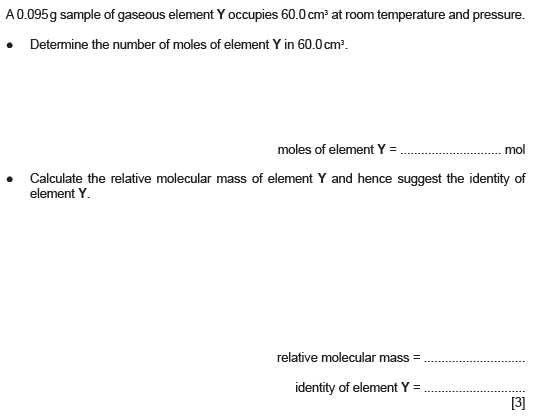 A 0.095 g sample of gaseous element Y occupies 60.0 cm³ at room temperature and pressure.
• Determine the number of moles of element Y in 60.0 cm³.
moles of element Y = ............................. mol
• Calculate the relative molecular mass of element Y and hence suggest the identity of
element Y.
relative molecular mass = .............................
identity of element Y = .............................
[3]